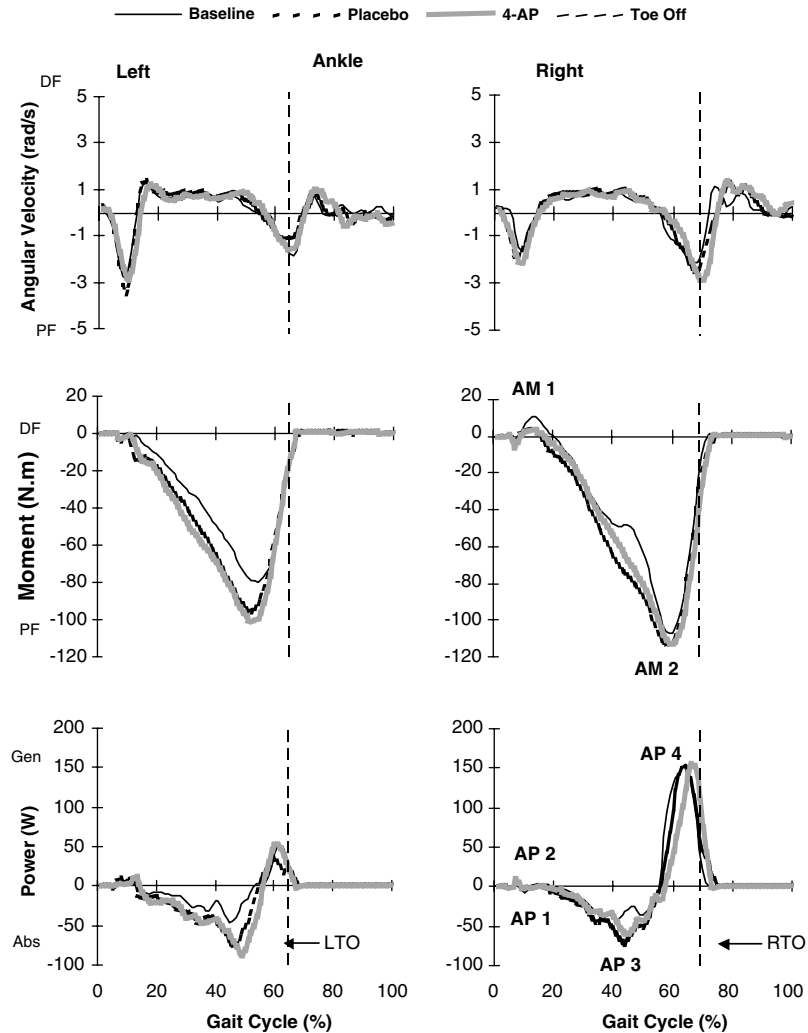 Baseline Placebo 4-AP Toe Off
Left Ankle Right
DF
Angular Velocity (rad/s)
PF
5
3
1
-1
-3
-5
5
3
1
-1
-3
-5
DF
Moment (N.m)
PF
20
0
-20
-40
-60
-80
-100
-120
AM 1
20
0
-20
-40
-60
-80
-100
-120
AM 2
Gen
Power (W)
Abs
200
150
100
50
0
-50
-100
LTO
0 20 40 60 80 100
Gait Cycle (%)
200
150
100
50
0
-50
-100
AP 4
AP 2
AP 1
AP 3
RTO
0 20 40 60 80 100
Gait Cycle (%)